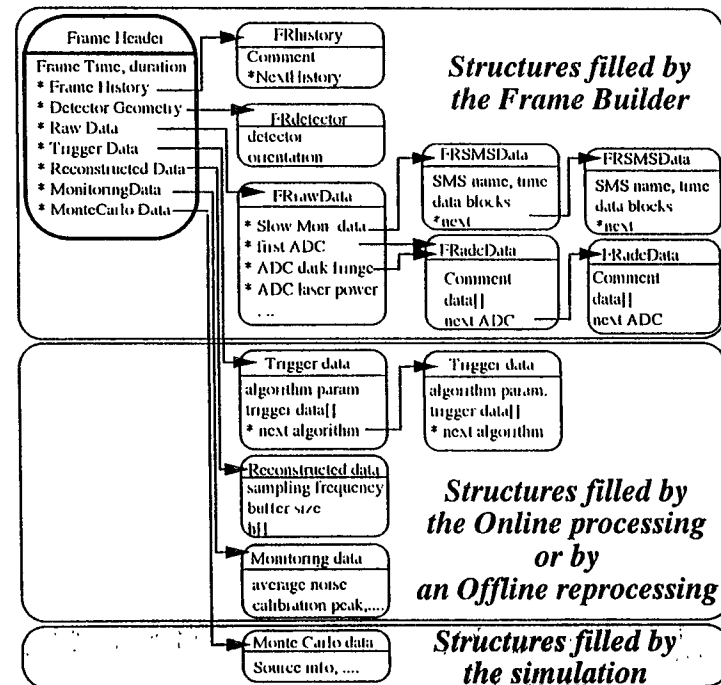 Frame Header
Frame Time, duration
* Frame History
* Detector Geometry
* Raw Data
* Trigger Data
* Reconstructed Data
* MonitoringData
* MonteCarlo Data
FRhistory
Comment
*NextHistory
Structures filled by
the Frame Builder
FRdetector
detector
orientation
FRrawData
* Slow Mon data
* first ADC
* ADC dark fringe
* ADC laser power
...
FRSMSData
SMS name, time
data blocks
*next
FRSMSData
SMS name, time
data blocks
*next
FRadcData
Comment
data[]
next ADC
FRadcData
Comment
data[]
next ADC
Trigger data
algorithm param
trigger data[]
* next algorithm
Trigger data
algorithm param.
trigger data[]
* next algorithm
Reconstructed data
sampling frequency
buffer size
h[]
Monitoring data
average noise
calibration peak,....
Structures filled by
the Online processing
or by
an Offline reprocessing
Monte Carlo data
Source info, ....
Structures filled by
the simulation